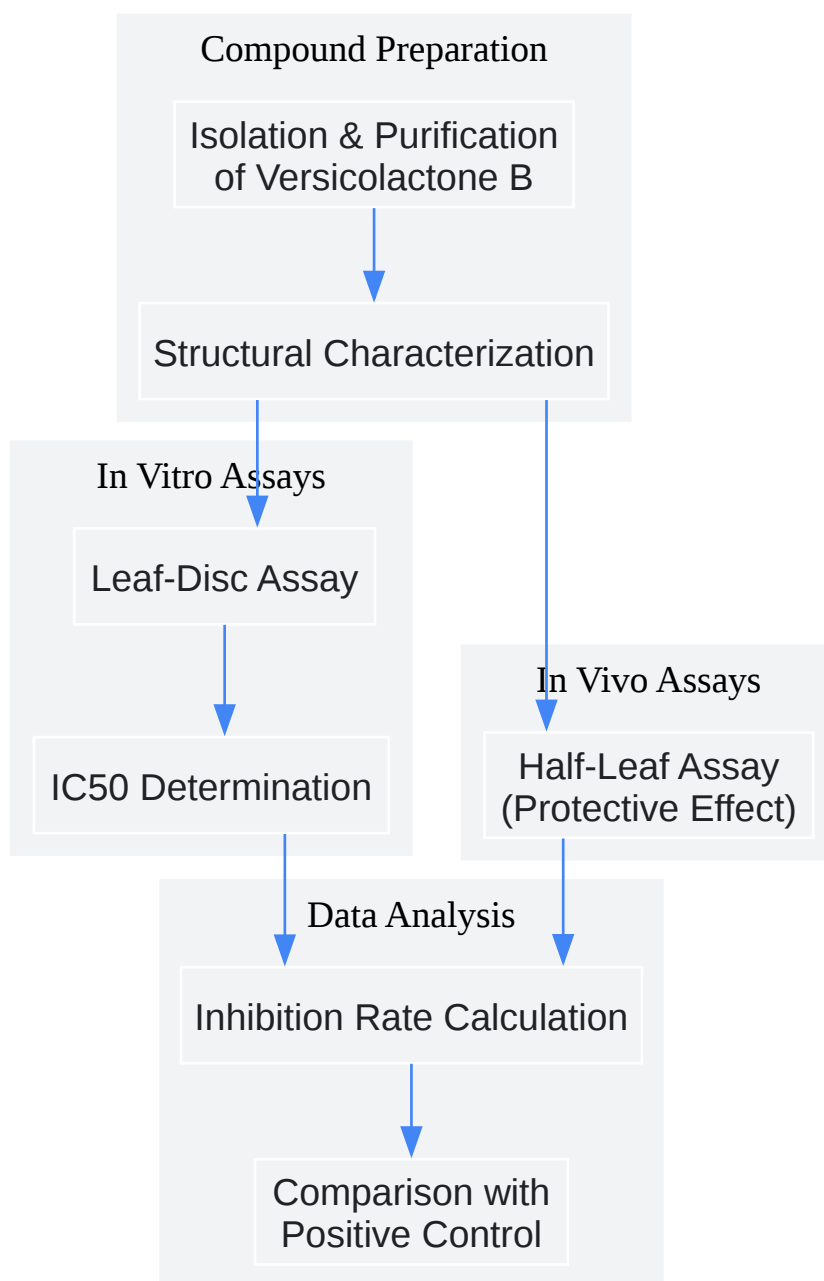 Compound Preparation
Isolation & Purification
of Versicolactone B
Structural Characterization
In Vitro Assays
Leaf-Disc Assay
IC50 Determination
In Vivo Assays
Half-Leaf Assay
(Protective Effect)
Data Analysis
Inhibition Rate Calculation
Comparison with
Positive Control